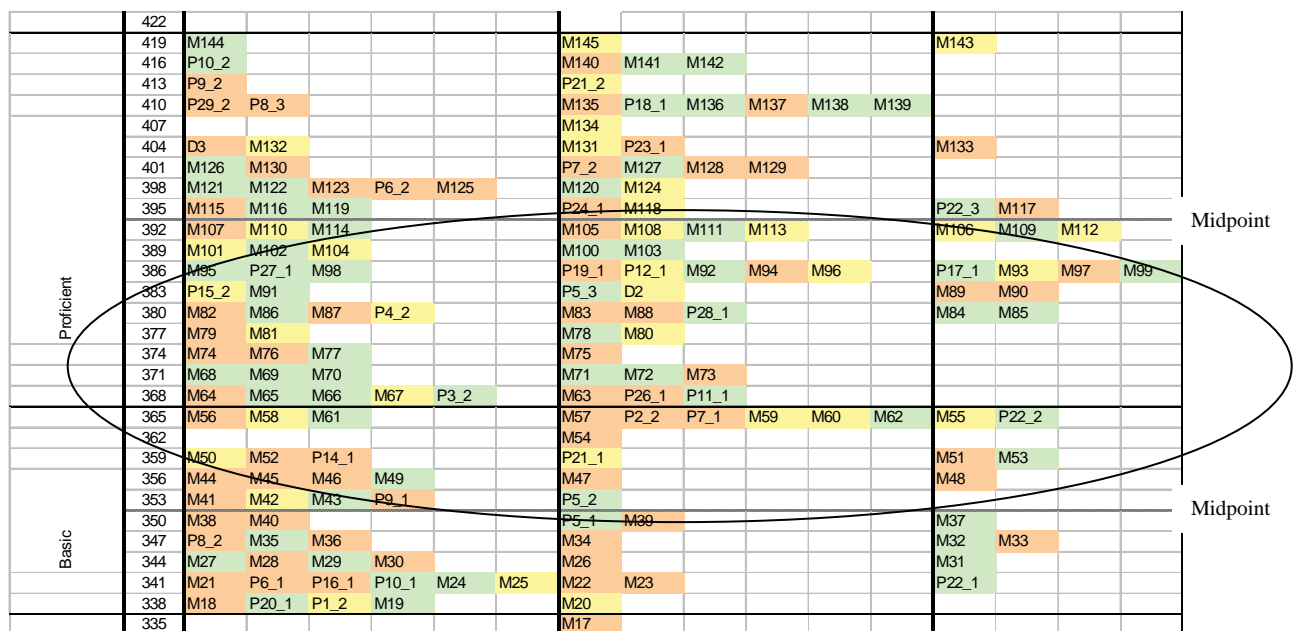 422
419 M144 M145 M143
416 P10_2 M140 M141 M142
413 P9_2 P21_2
410 P29_2 P8_3 M135 P18_1 M136 M137 M138 M139
407 M134
404 D3 M132 M131 P23_1 M133
401 M126 M130 P7_2 M127 M128 M129
398 M121 M122 M123 P6_2 M125 M120 M124
395 M115 M116 M119 P24_1 M118 P22_3 M117
Midpoint
392 M107 M110 M114 M105 M108 M111 M113 M106 M109 M112
389 M101 M102 M104 M100 M103
386 M95 P27_1 M98 P19_1 P12_1 M92 M94 M96 P17_1 M93 M97 M99
383 P15_2 M91 P5_3 D2 M89 M90
Proficient
380 M82 M86 M87 P4_2 M83 M88 P28_1 M84 M85
377 M79 M81 M78 M80
374 M74 M76 M77 M75
371 M68 M69 M70 M71 M72 M73
368 M64 M65 M66 M67 P3_2 M63 P26_1 P11_1
365 M56 M58 M61 M57 P2_2 P7_1 M59 M60 M62 M55 P22_2
362 M54
359 M50 M52 P14_1 P21_1 M51 M53
356 M44 M45 M46 M49 M47 M48
353 M41 M42 M43 P9_1 P5_2
Midpoint
350 M38 M40 P5_1 M39 M37
347 P8_2 M35 M36 M34 M32 M33
Basic
344 M27 M28 M29 M30 M26 M31
341 M21 P6_1 P16_1 P10_1 M24 M25 M22 M23 P22_1
338 M18 P20_1 P1_2 M19 M20
335 M17